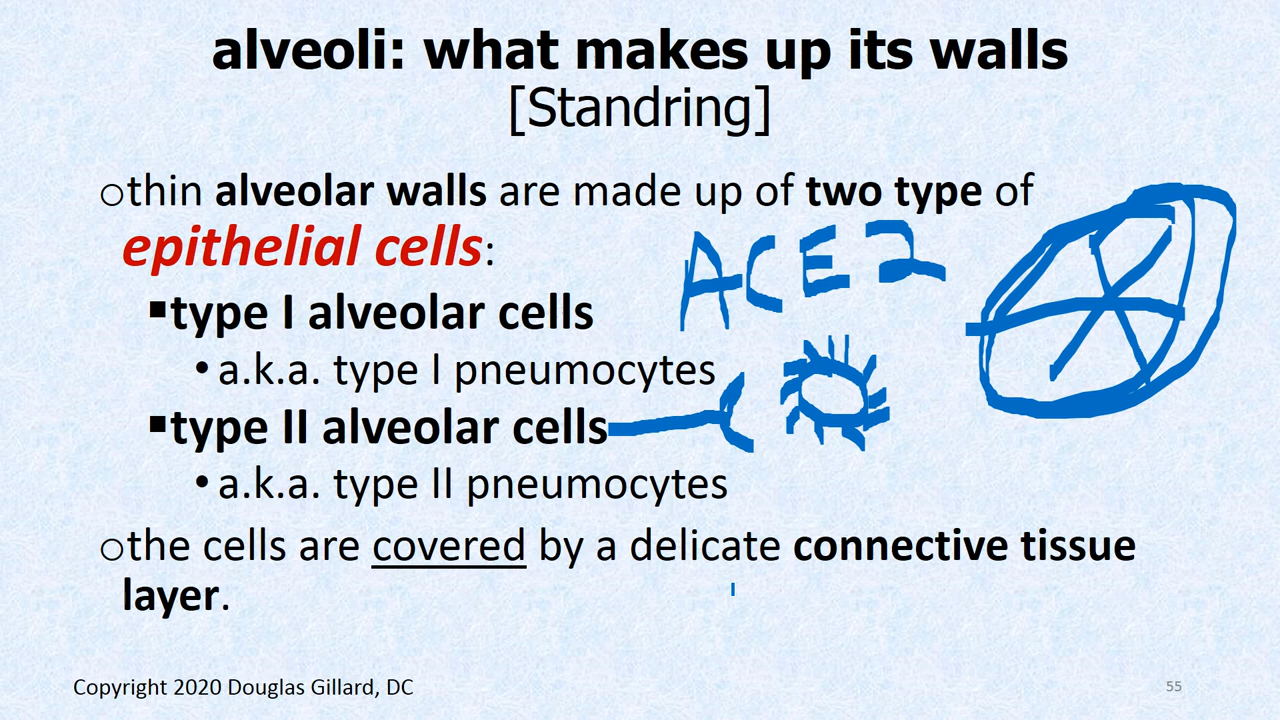 alveoli: what makes up its walls
[Standring]
○thin alveolar walls are made up of two type of
epithelial cells:
ACE2
▪type I alveolar cells
•a.k.a. type I pneumocytes
▪type II alveolar cells
•a.k.a. type II pneumocytes
○the cells are covered by a delicate connective tissue
layer.
Copyright 2020 Douglas Gillard, DC
55